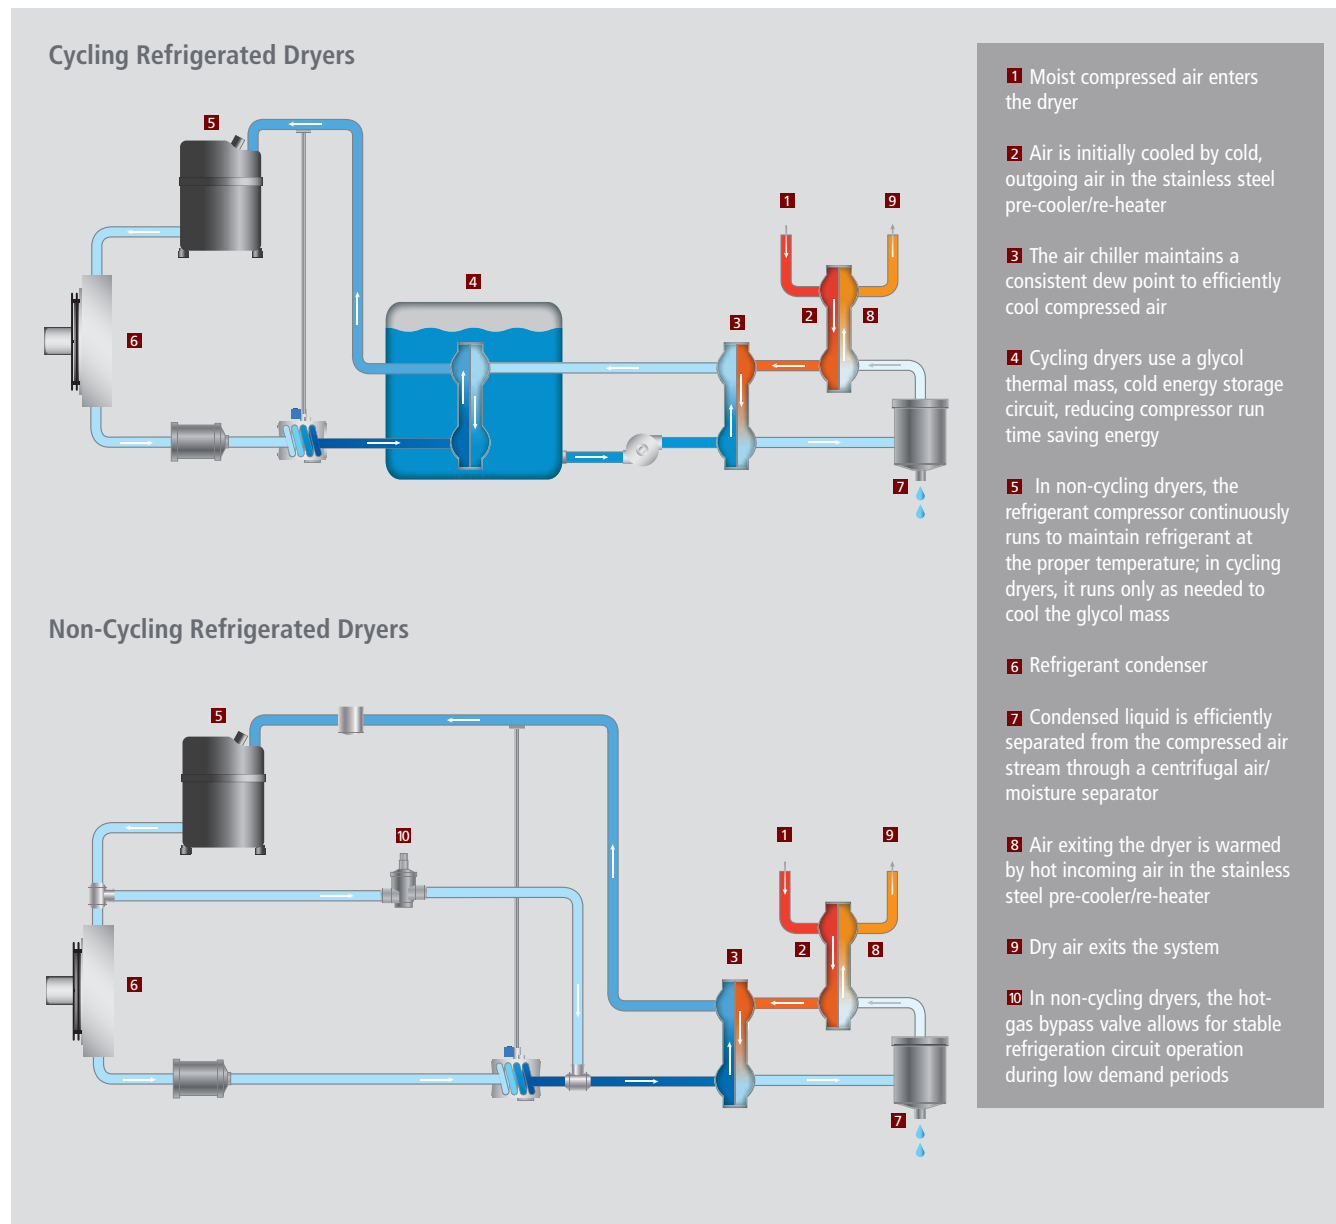 Cycling Refrigerated Dryers
5
1
9
4
2
8
3
6
7
Non-Cycling Refrigerated Dryers
5
10
1
9
2
8
3
6
7
1 Moist compressed air enters
the dryer
2 Air is initially cooled by cold,
outgoing air in the stainless steel
pre-cooler/re-heater
3 The air chiller maintains a
consistent dew point to efficiently
cool compressed air
4 Cycling dryers use a glycol
thermal mass, cold energy storage
circuit, reducing compressor run
time saving energy
5 In non-cycling dryers, the
refrigerant compressor continuously
runs to maintain refrigerant at
the proper temperature; in cycling
dryers, it runs only as needed to
cool the glycol mass
6 Refrigerant condenser
7 Condensed liquid is efficiently
separated from the compressed air
stream through a centrifugal air/
moisture separator
8 Air exiting the dryer is warmed
by hot incoming air in the stainless
steel pre-cooler/re-heater
9 Dry air exits the system
10 In non-cycling dryers, the hot-
gas bypass valve allows for stable
refrigeration circuit operation
during low demand periods